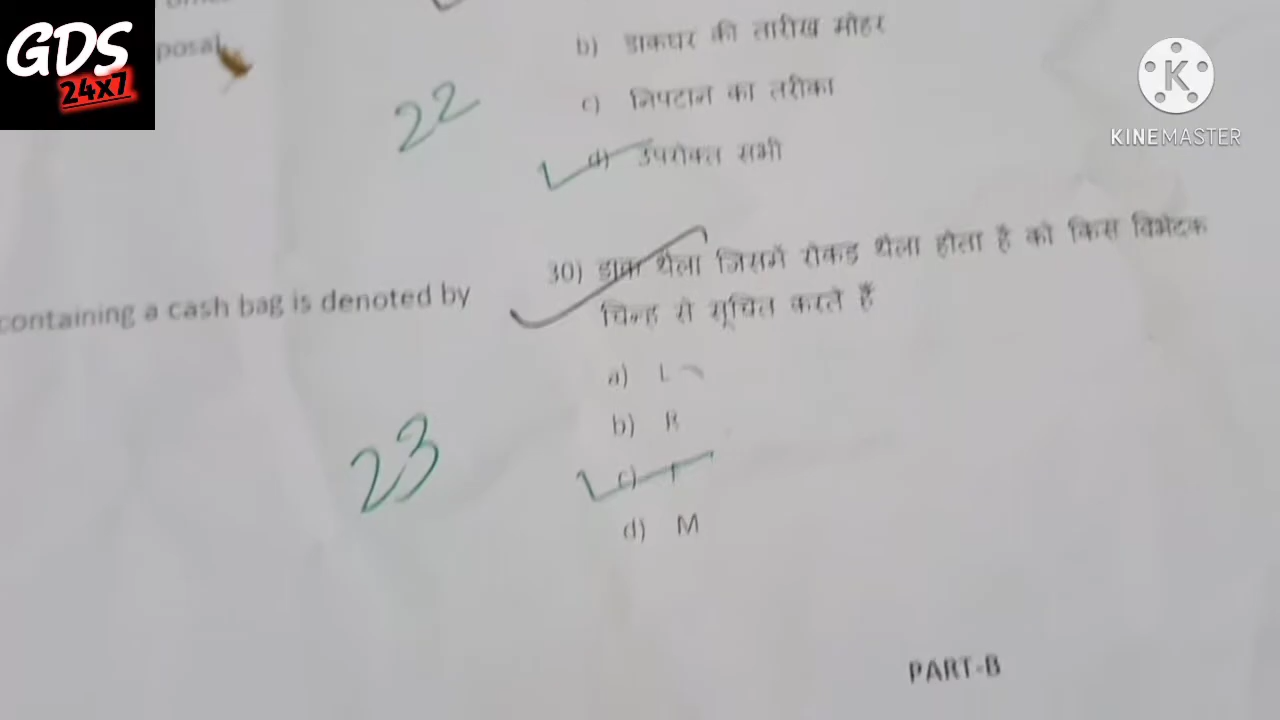 GDS
24x7
posal
KINEMASTER
b) डाकघर की तारीख मोहर
c) निपटान का तरीका
d) उपरोक्त सभी
22
containing a cash bag is denoted by
30) डाक थैला जिसमें रोकड़ थैला होता है को किस विभेदक
चिन्ह से सूचित करते हैं
a) L
b) R
c)
d) M
23
PART-B